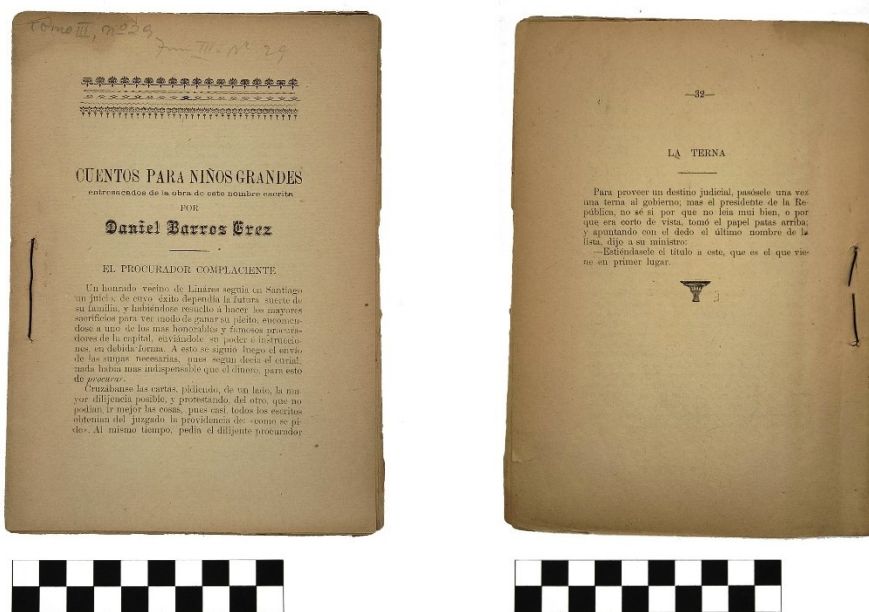 Tomo III, nº 29
Tom III. Nº 29
CUENTOS PARA NIÑOS GRANDES
entresacados de la obra de este nombre escrita
POR
Daniel Barros Grez
EL PROCURADOR COMPLACIENTE
Un honrado vecino de Lináres seguia en Santiago
un juicio, de cuyo éxito dependia la futura suerte de
su familia, y habiéndose resuelto a hacer los mayores
sacrificios para ver modo de ganar su pleito, encomen-
dose a uno de los mas honorables y famosos procura-
dores de la capital, enviándole su poder e instruccio-
nes, en debida forma. A esto se siguió luego el envio
de las sumas necesarias, pues segun decia el curial,
nada habia mas indispensable que el dinero, para esto
de procurar.
Cruzábanse las cartas, pidiendo, de un lado, la ma-
yor dilijencia posible, y protestando, del otro, que no
podian ir mejor las cosas, pues casi todos los escritos
obtenian del juzgado la providencia de: «como se pi-
de». Al mismo tiempo, pedia el dilijente procurador
—32—
LA TERNA
Para proveer un destino judicial, pasósele una vez
una terna al gobierno; mas el presidente de la Re-
pública, no sé si por que no leia mui bien, o por
que era corto de vista, tomó el papel patas arriba;
y apuntando con el dedo el último nombre de la
lista, dijo a su ministro:
—Estiéndasele el título a este, que es el que vie-
ne en primer lugar.